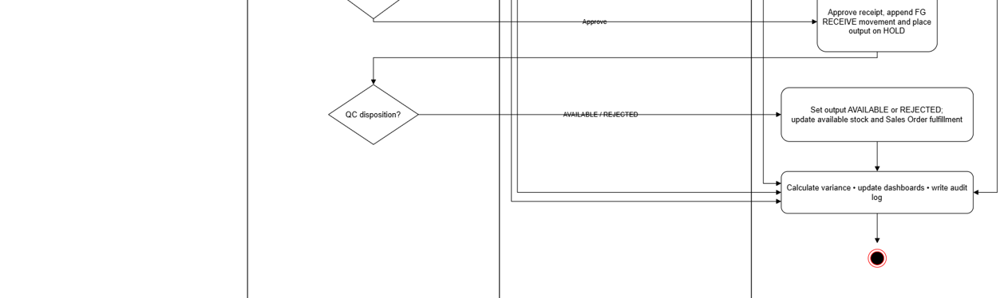 Approve receipt, append FG
RECEIVE movement and place
output on HOLD
Approve
QC disposition?
AVAILABLE / REJECTED
Set output AVAILABLE or REJECTED;
update available stock and Sales Order fulfillment
Calculate variance • update dashboards • write audit
log